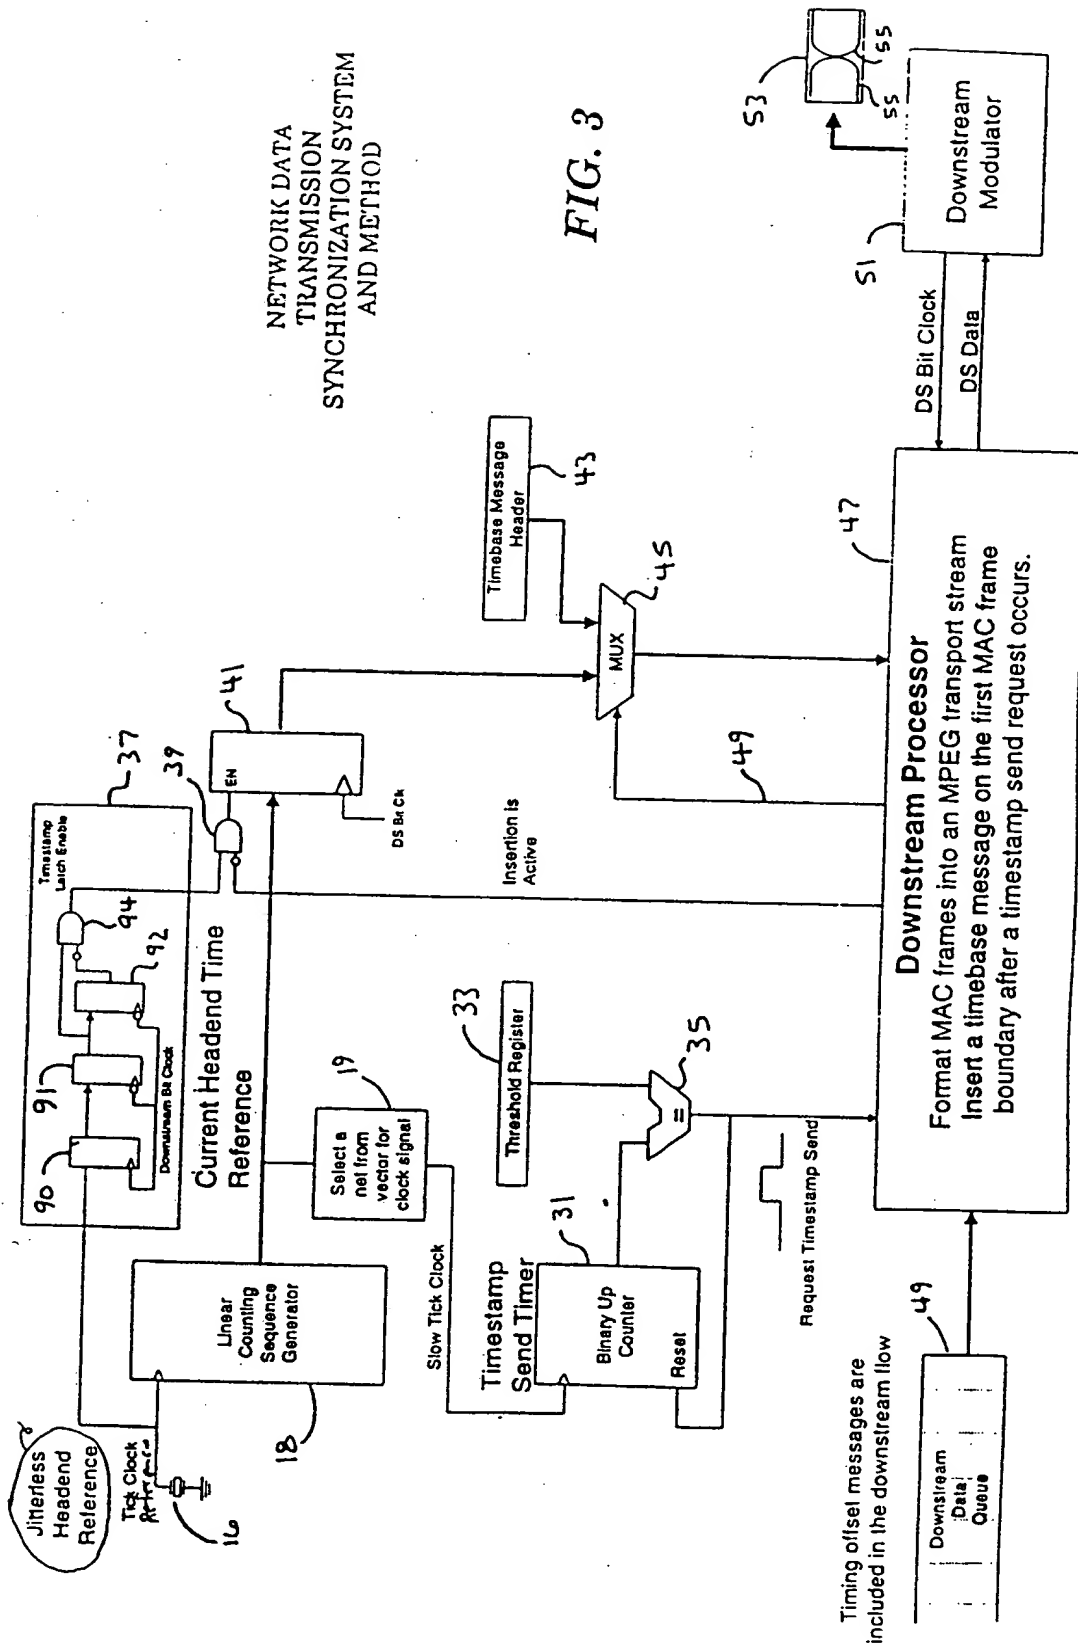 NETWORK DATA
TRANSMISSION
SYNCHRONIZATION SYSTEM
AND METHOD
FIG. 3
Jitterless
Headend
Reference
Tick Clock
Reference
16
Linear
Counting
Sequence
Generator
18
90
91
92
94
Downstream Bit Clock
Timestamp
Latch Enable
37
Current Headend Time
Reference
39
EN
41
DS Bit Clk
19
Select a
net from
vector for
clock signal
Slow Tick Clock
Timestamp
Send Timer
31
Binary Up
Counter
Reset
33
Threshold Register
35
=
Request Timestamp Send
Insertion is
Active
Timebase Message
Header
43
MUX
45
49
Timing offset messages are
included in the downstream flow
Downstream
Data
Queue
49
47
Downstream Processor
Format MAC frames into an MPEG transport stream
Insert a timebase message on the first MAC frame
boundary after a timestamp send request occurs.
DS Bit Clock
DS Data
51
Downstream
Modulator
53
55
55